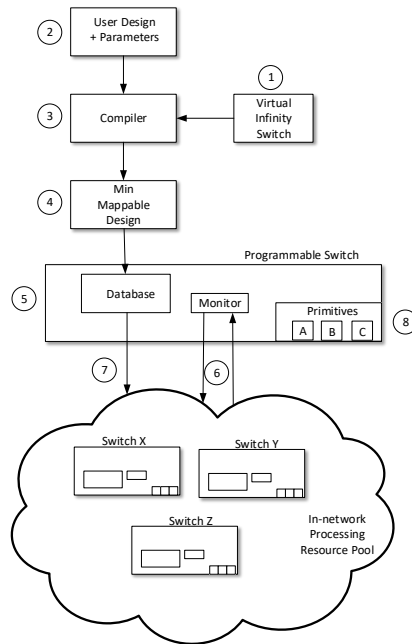 2
User Design
+ Parameters
1
3
Compiler
Virtual
Infinity
Switch
4
Min
Mappable
Design
Programmable Switch
5
Database
Monitor
Primitives
A B C
8
7
6
Switch X
Switch Y
Switch Z
In-network
Processing
Resource Pool